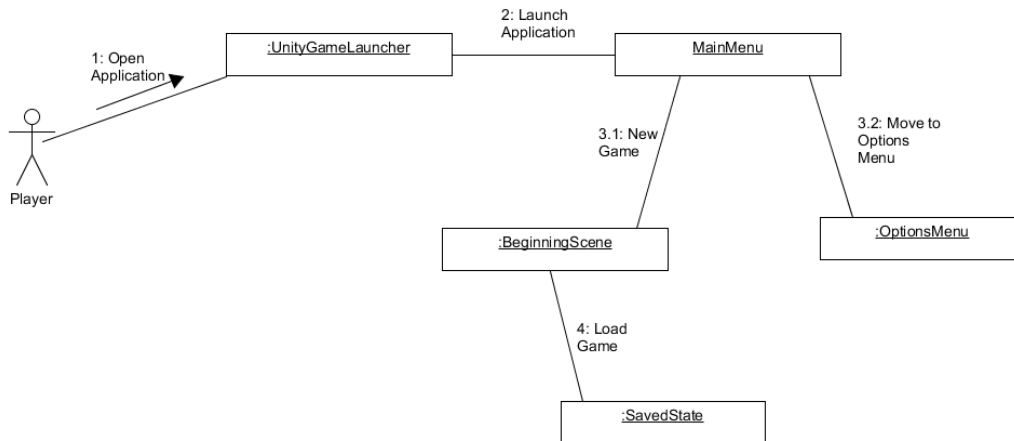 2: Launch
Application
:UnityGameLauncher
MainMenu
1: Open
Application
3.1: New
Game
3.2: Move to
Options
Menu
Player
:BeginningScene
:OptionsMenu
4: Load
Game
:SavedState